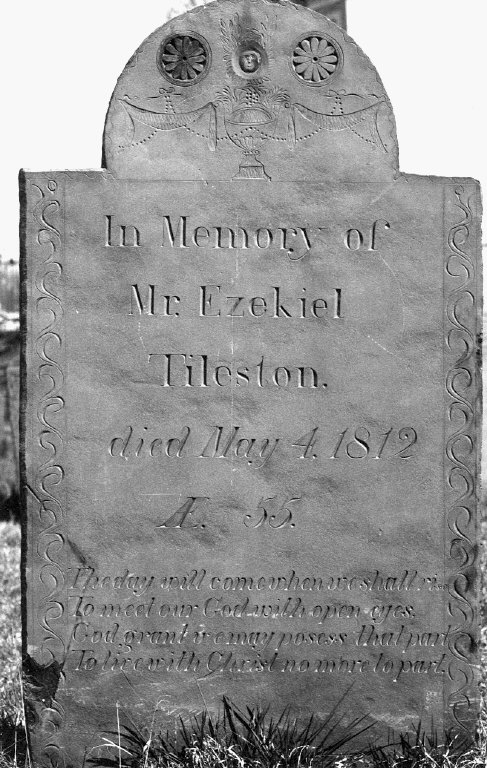 In Memory of
Mr. Ezekiel
Tileston.
died May 4. 1812
Æ. 55.
The day will come when we shall ris
To meet our God with open eyes.
God grant we may posess that part
To live with Christ no more to part.